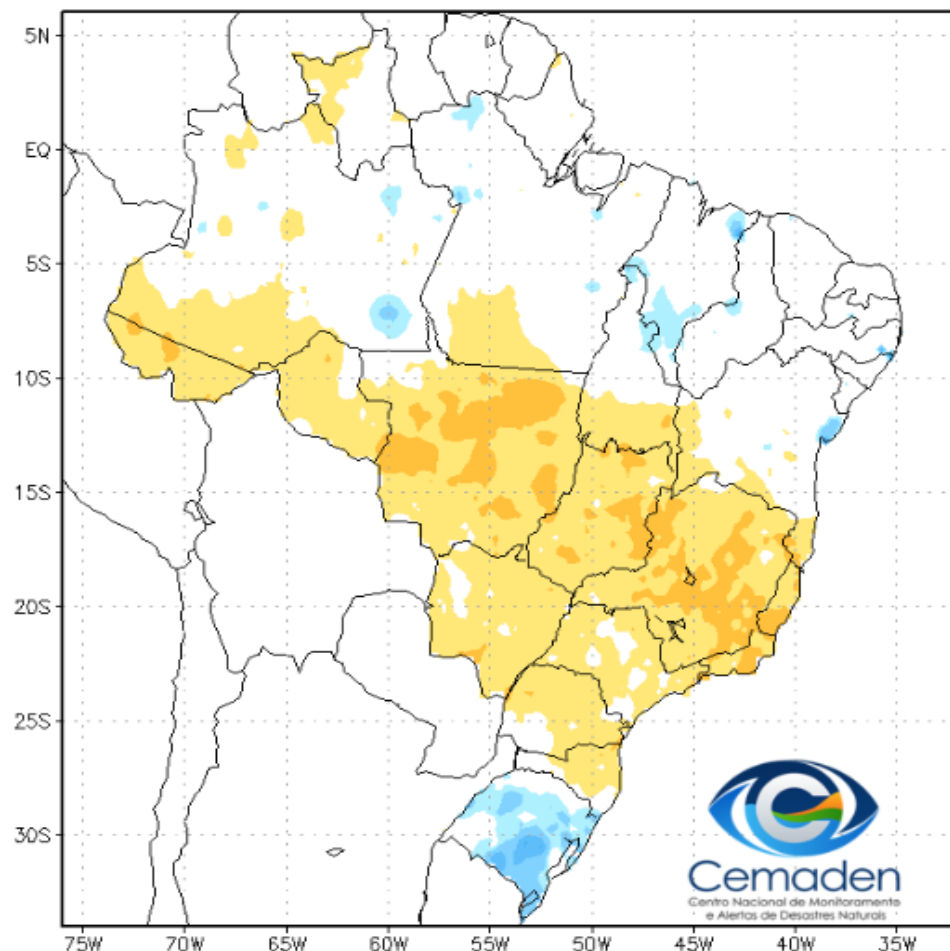 5N
EQ
5S
10S
15S
20S
25S
30S
75W 70W 65W 60W 55W 50W 45W 40W 35W
Cemaden
Centro Nacional de Monitoramento
e Alertas de Desastres Naturais